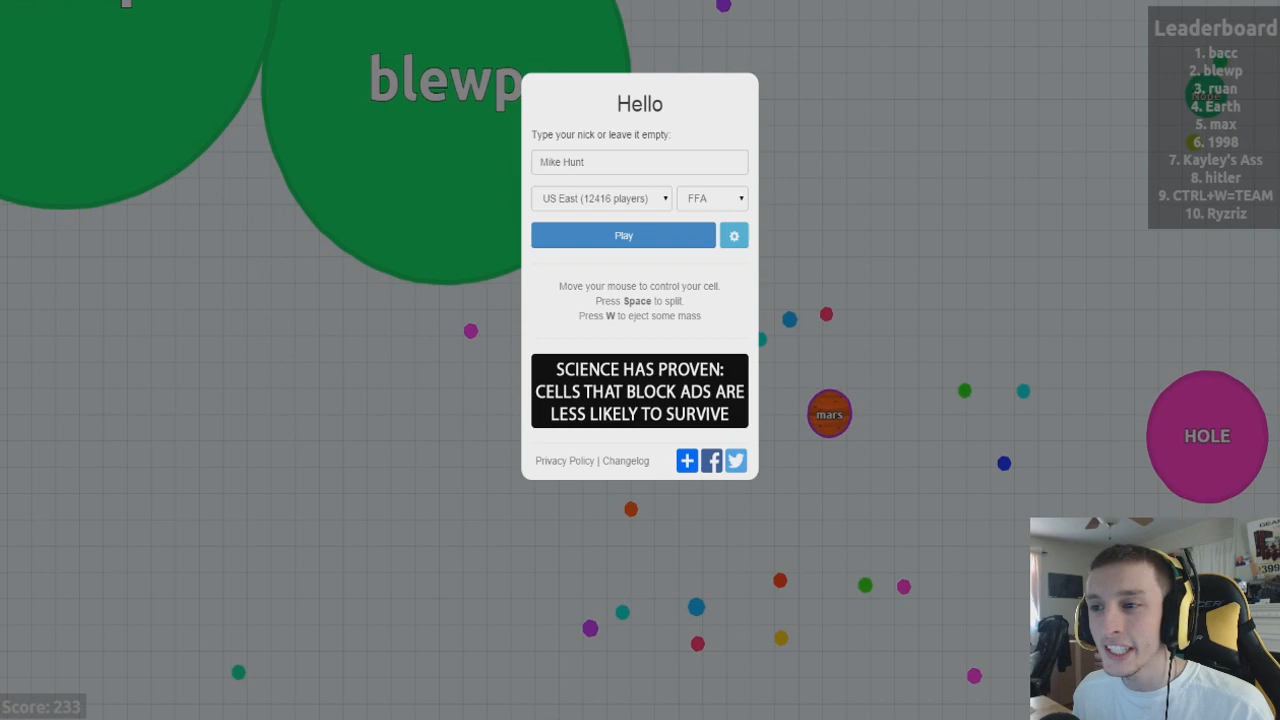 blewp
Hello
Type your nick or leave it empty:
Mike Hunt
US East (12416 players)
FFA
Play
Move your mouse to control your cell.
Press Space to split.
Press W to eject some mass
SCIENCE HAS PROVEN:
CELLS THAT BLOCK ADS ARE
LESS LIKELY TO SURVIVE
Privacy Policy | Changelog
mars
HOLE
Leaderboard
1. bacc
2. blewp
3. ruan
4. Earth
5. max
6. 1998
7. Kayley's Ass
8. hitler
9. CTRL+W=TEAM
10. Ryzriz
Score: 233